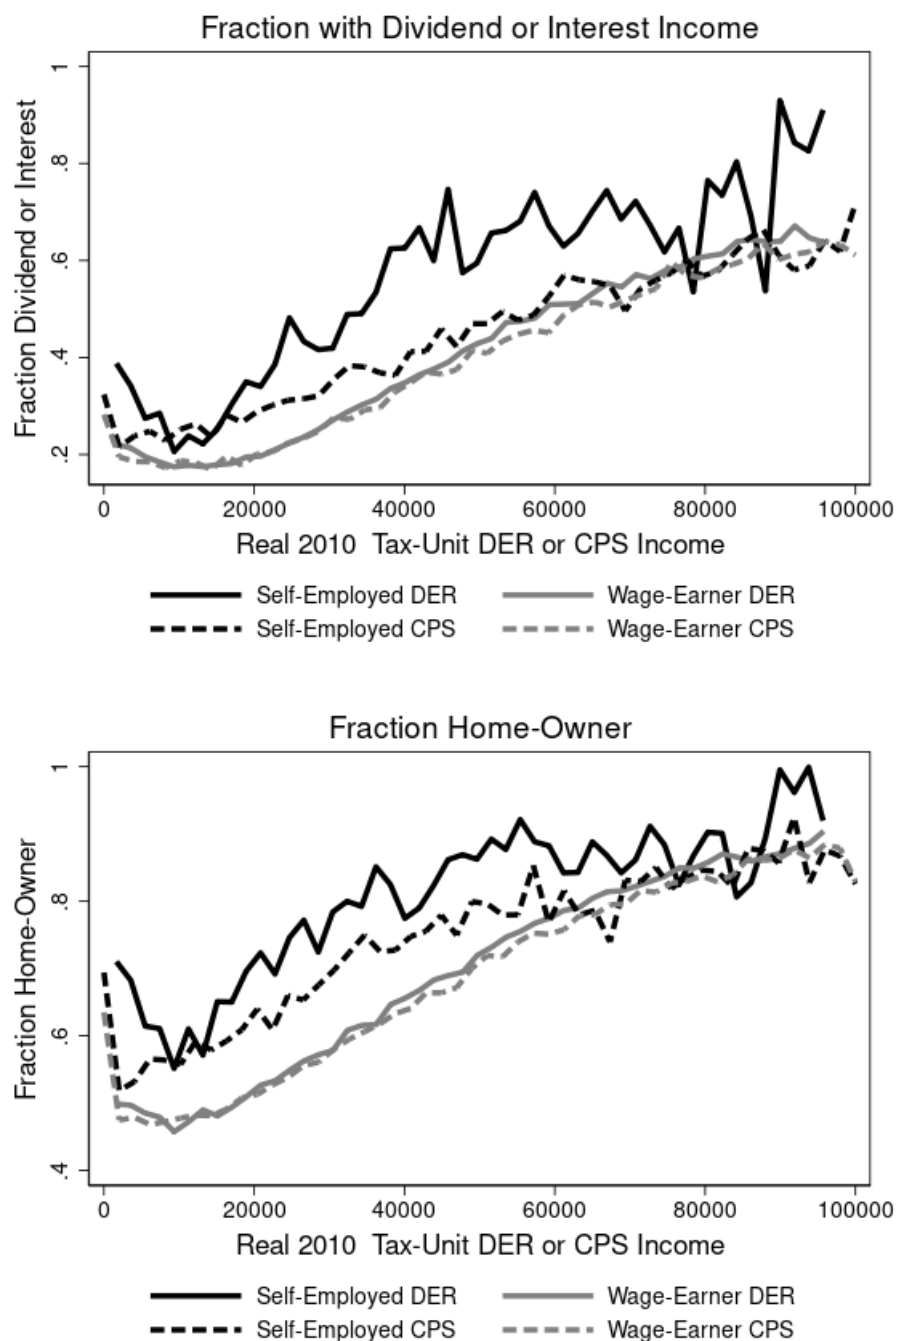 Fraction with Dividend or Interest Income
Fraction Dividend or Interest
1
.8
.6
.4
.2
0 20000 40000 60000 80000 100000
Real 2010 Tax-Unit DER or CPS Income
Self-Employed DER Wage-Earner DER
Self-Employed CPS Wage-Earner CPS
Fraction Home-Owner
Fraction Home-Owner
1
.8
.6
.4
0 20000 40000 60000 80000 100000
Real 2010 Tax-Unit DER or CPS Income
Self-Employed DER Wage-Earner DER
Self-Employed CPS Wage-Earner CPS